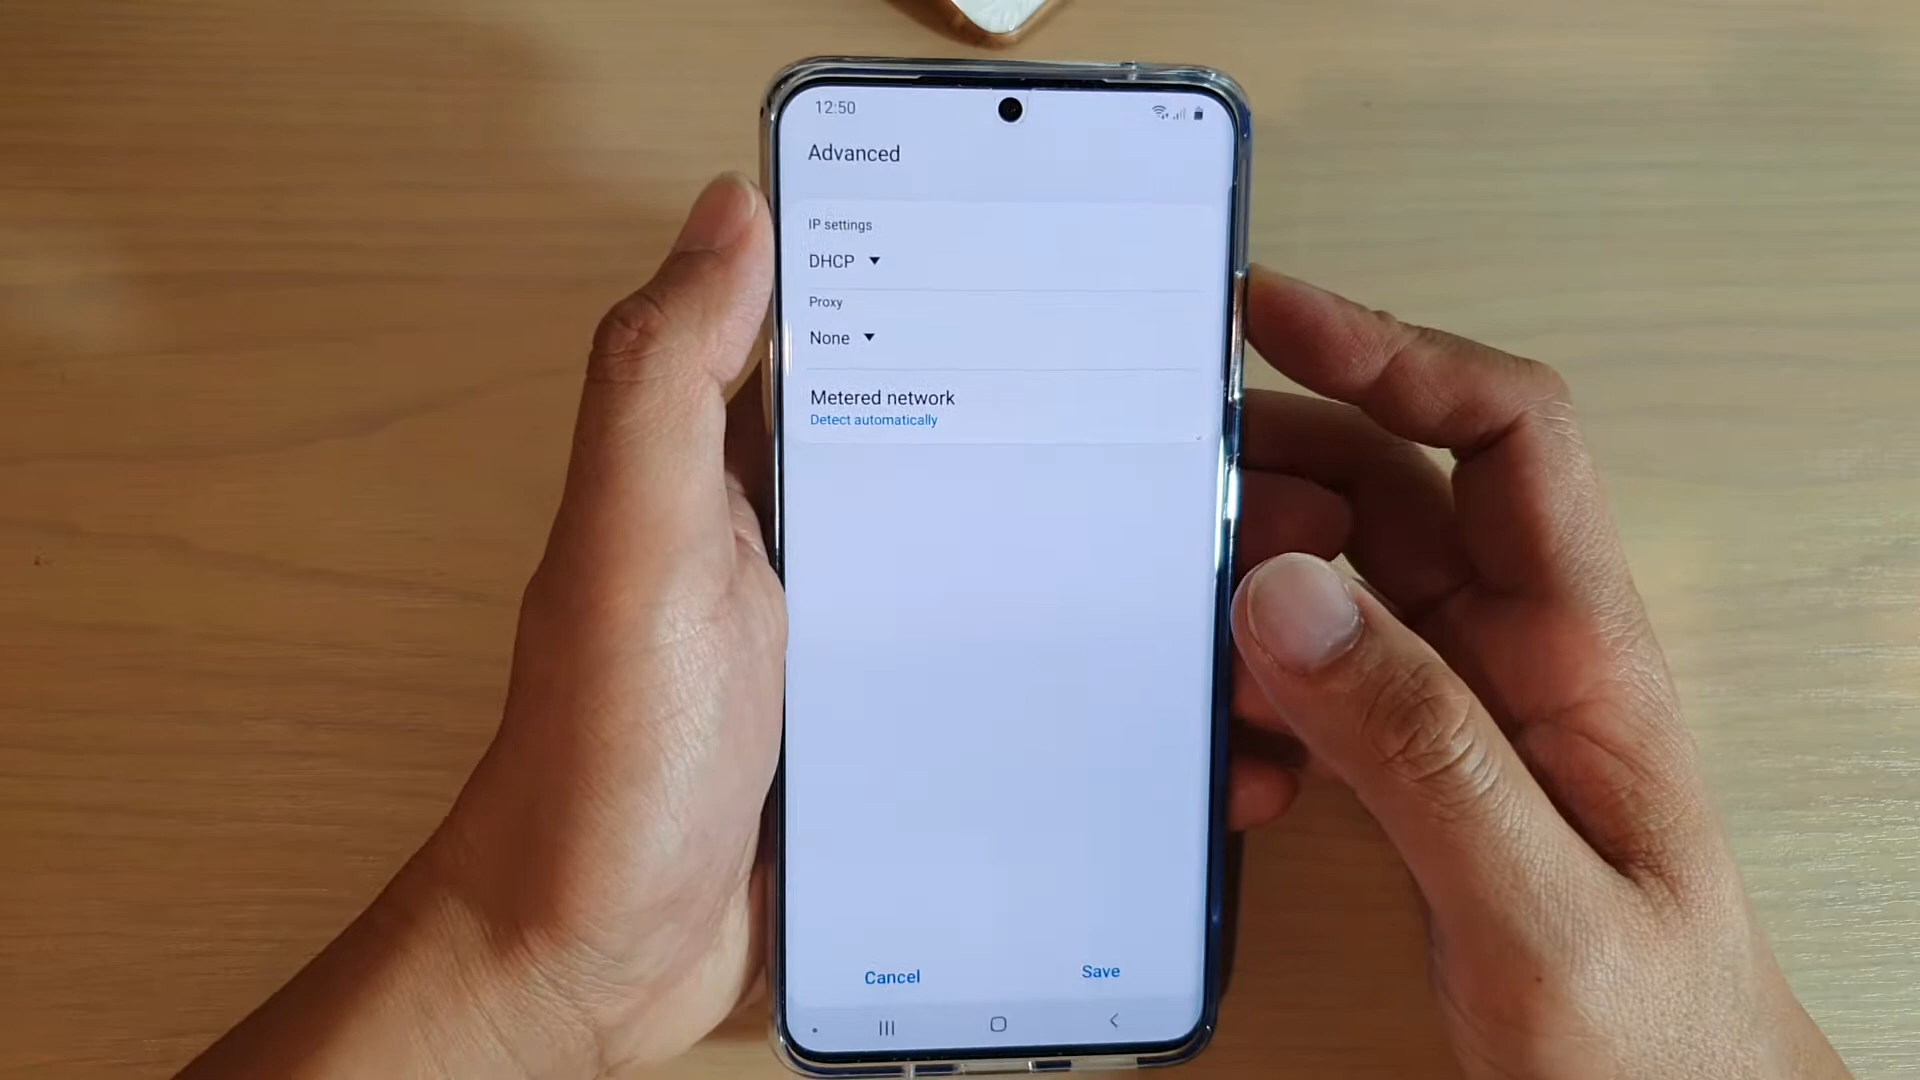 12:50
Advanced
IP settings
DHCP
Proxy
None
Metered network
Detect automatically
Cancel
Save